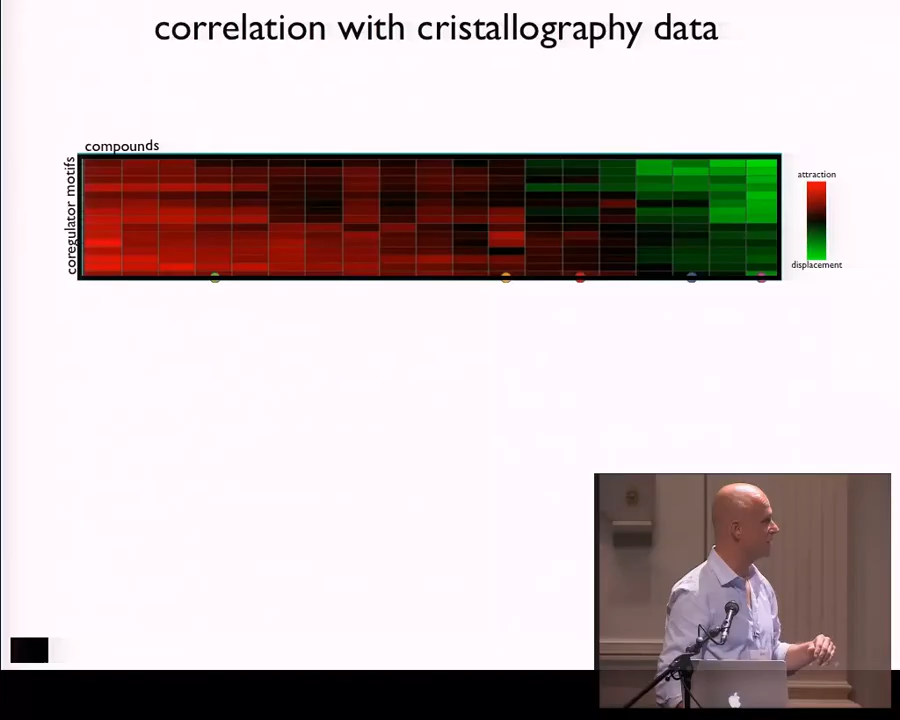 correlation with cristallography data
compounds
coregulator motifs
attraction
displacement